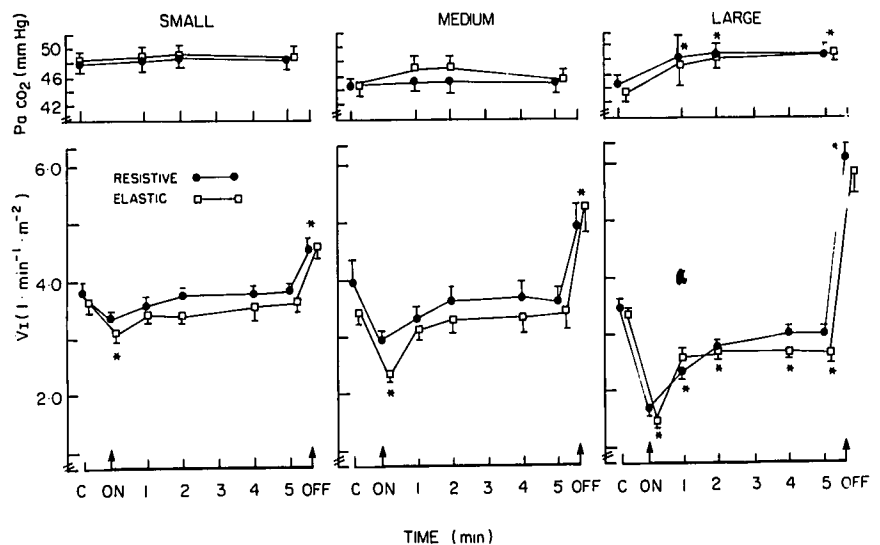 SMALL MEDIUM LARGE
Pa CO2 (mm Hg)
50
46
42
RESISTIVE
ELASTIC
V̇I (l · min⁻¹ · m⁻²)
6·0
4·0
2·0
C ON 1 2 3 4 5 OFF
C ON 1 2 3 4 5 OFF
C ON 1 2 3 4 5 OFF
TIME (min)